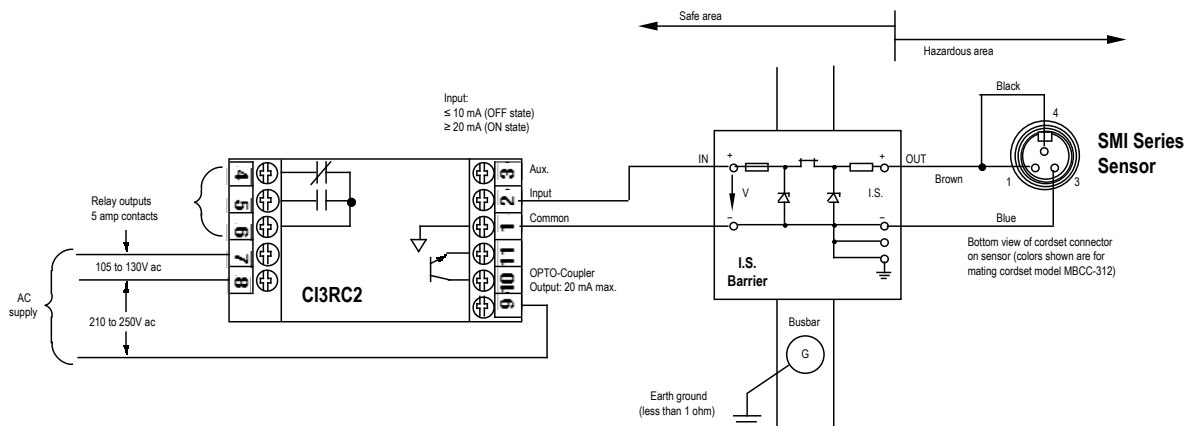 Safe area
Hazardous area
Input:
≤ 10 mA (OFF state)
≥ 20 mA (ON state)
Black
4
SMI Series
Sensor
IN
+
+
OUT
Brown
1
3
V
I.S.
Blue
–
–
I.S.
Barrier
Bottom view of cordset connector
on sensor (colors shown are for
mating cordset model MBCC-312)
4
5
6
7
8
3
2
1
11
10
9
Aux.
Input
Common
OPTO-Coupler
Output: 20 mA max.
CI3RC2
Relay outputs
5 amp contacts
105 to 130V ac
AC
supply
210 to 250V ac
Busbar
G
Earth ground
(less than 1 ohm)